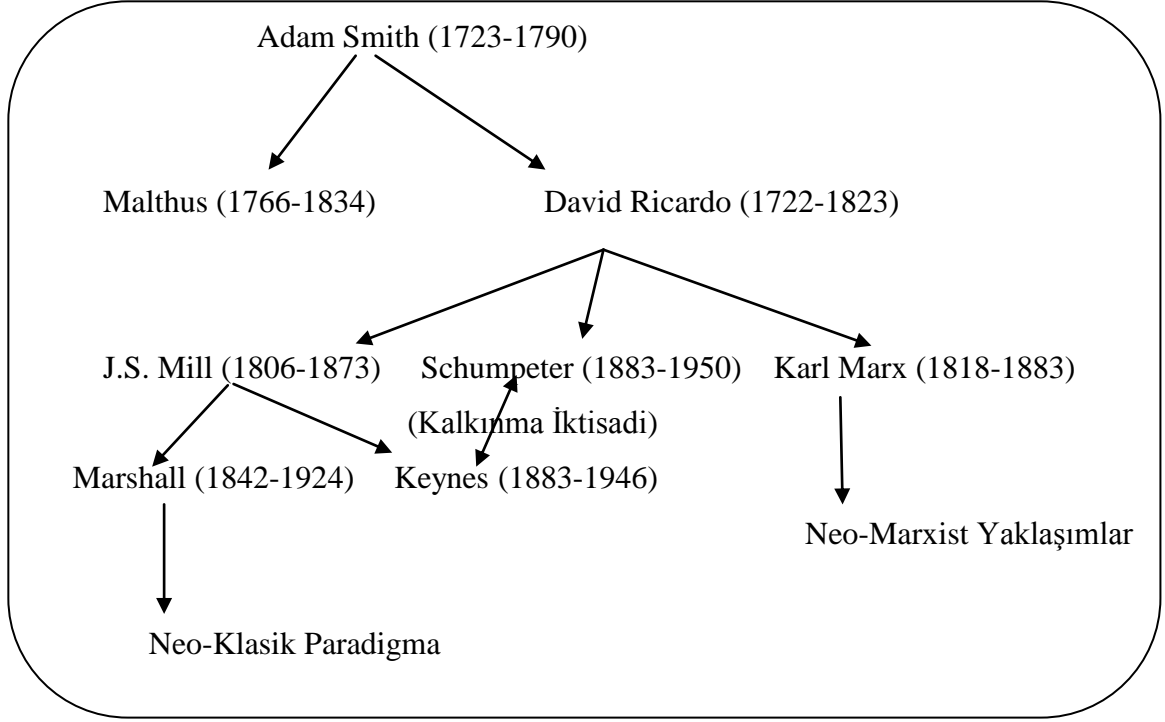 Adam Smith (1723-1790)
Malthus (1766-1834) David Ricardo (1722-1823)
J.S. Mill (1806-1873) Schumpeter (1883-1950) Karl Marx (1818-1883)
(Kalkınma İktisadi)
Marshall (1842-1924) Keynes (1883-1946)
Neo-Marxist Yaklaşımlar
Neo-Klasik Paradigma